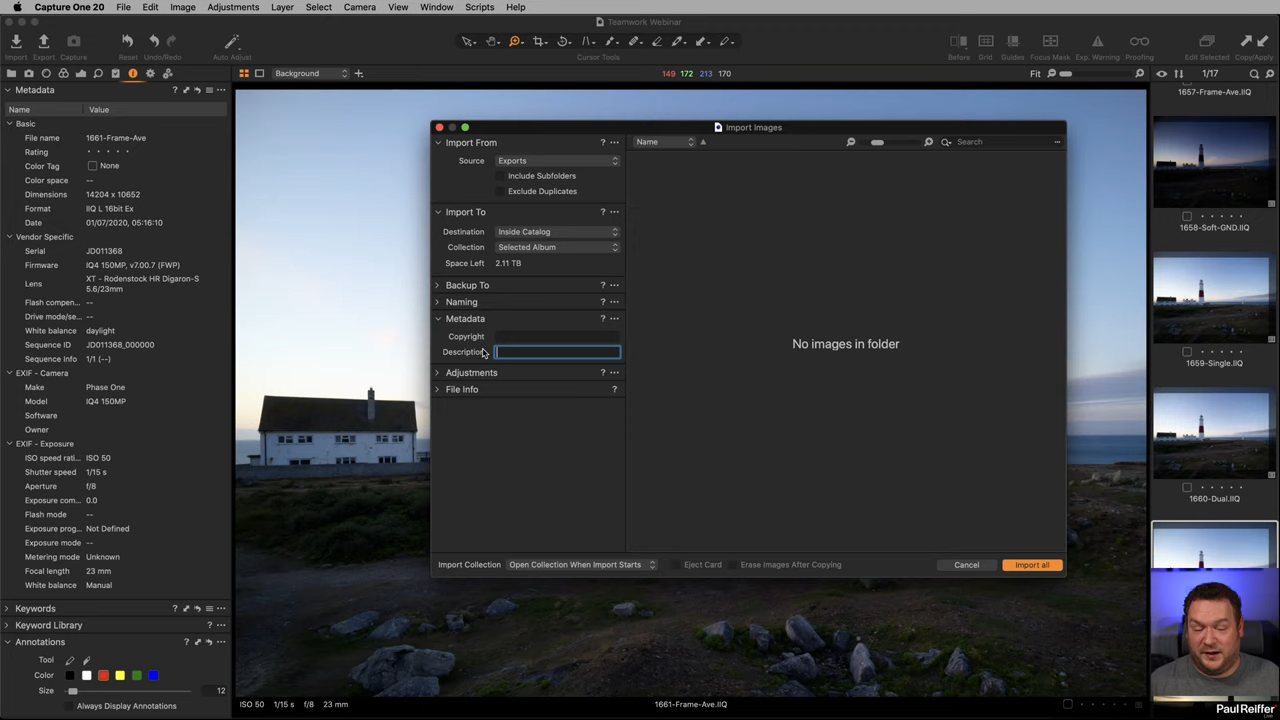 Capture One 20 File Edit Image Adjustments Layer Select Camera View Window Scripts Help
Teamwork Webinar
Import Export Capture Reset Undo/Redo Auto Adjust
Cursor Tools
Before Grid Guides Focus Mask Exp. Warning Proofing Edit Selected Copy/Apply
Background
149 172 213 170
Fit
1/17
Metadata
Name Value
Basic
File name 1661-Frame-Ave
Rating
Color Tag None
Color space --
Dimensions 14204 x 10652
Format IIQ L 16bit Ex
Date 01/07/2020, 05:16:10
Vendor Specific
Serial JD011368
Firmware IQ4 150MP, v7.00.7 (FWP)
Lens XT - Rodenstock HR Digaron-S
5.6/23mm
Flash compen... --
Drive mode/se... --
White balance daylight
Sequence ID JD011368_000000
Sequence Info 1/1 (--)
EXIF - Camera
Make Phase One
Model IQ4 150MP
Software
Owner
EXIF - Exposure
ISO speed rati... ISO 50
Shutter speed 1/15 s
Aperture f/8
Exposure com... 0.0
Flash mode --
Exposure prog... Not Defined
Exposure mode --
Metering mode Unknown
Focal length 23 mm
White balance Manual
Keywords
Keyword Library
Annotations
Tool
Color
Size 12
Always Display Annotations
Import Images
Import From
Source Exports
Include Subfolders
Exclude Duplicates
Import To
Destination Inside Catalog
Collection Selected Album
Space Left 2.11 TB
Backup To
Naming
Metadata
Copyright
Description
Adjustments
File Info
Name
Search
No images in folder
Import Collection Open Collection When Import Starts Eject Card Erase Images After Copying Cancel Import all
ISO 50 1/15 s f/8 23 mm
1661-Frame-Ave.IIQ
1657-Frame-Ave.IIQ
1658-Soft-GND.IIQ
1659-Single.IIQ
1660-Dual.IIQ
Paul Reiffer Live